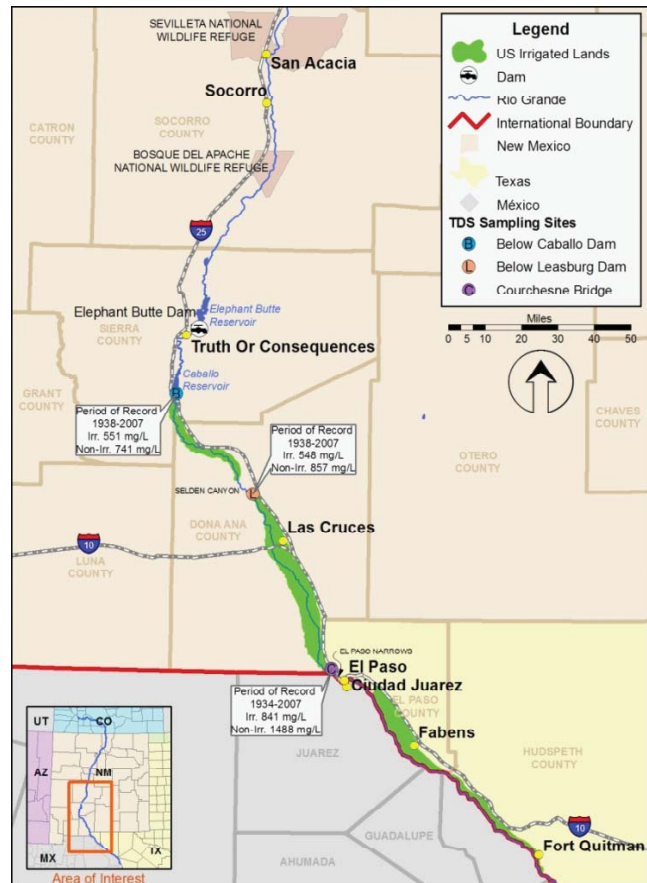 SEVILLETA NATIONAL
WILDLIFE REFUGE
San Acacia
Socorro
CATRON
COUNTY
SOCORRO
COUNTY
BOSQUE DEL APACHE
NATIONAL WILDLIFE REFUGE
25
Elephant Butte Dam
Elephant Butte
Reservoir
SIERRA
COUNTY
Truth Or Consequences
Caballo
Reservoir
GRANT
COUNTY
B
Period of Record
1938-2007
Irr. 551 mg/L
Non-Irr. 741 mg/L
Period of Record
1938-2007
Irr. 548 mg/L
Non-Irr. 857 mg/L
CHAVES
COUNTY
OTERO
COUNTY
SELDEN CANYON
L
DONA ANA
COUNTY
Las Cruces
10
LUNA
COUNTY
EL PASO NARROWS
C
El Paso
Ciudad Juarez
EL PASO
COUNTY
Period of Record
1934-2007
Irr. 841 mg/L
Non-Irr. 1488 mg/L
Fabens
JUAREZ
HUDSPETH
COUNTY
GUADALUPE
10
Fort Quitman
AHUMADA
Legend
US Irrigated Lands
Dam
Rio Grande
International Boundary
New Mexico
Texas
México
TDS Sampling Sites
B Below Caballo Dam
L Below Leasburg Dam
C Courchesne Bridge
Miles
0 5 10 20 30 40 50
UT
CO
AZ
NM
MX
TX
Area of Interest